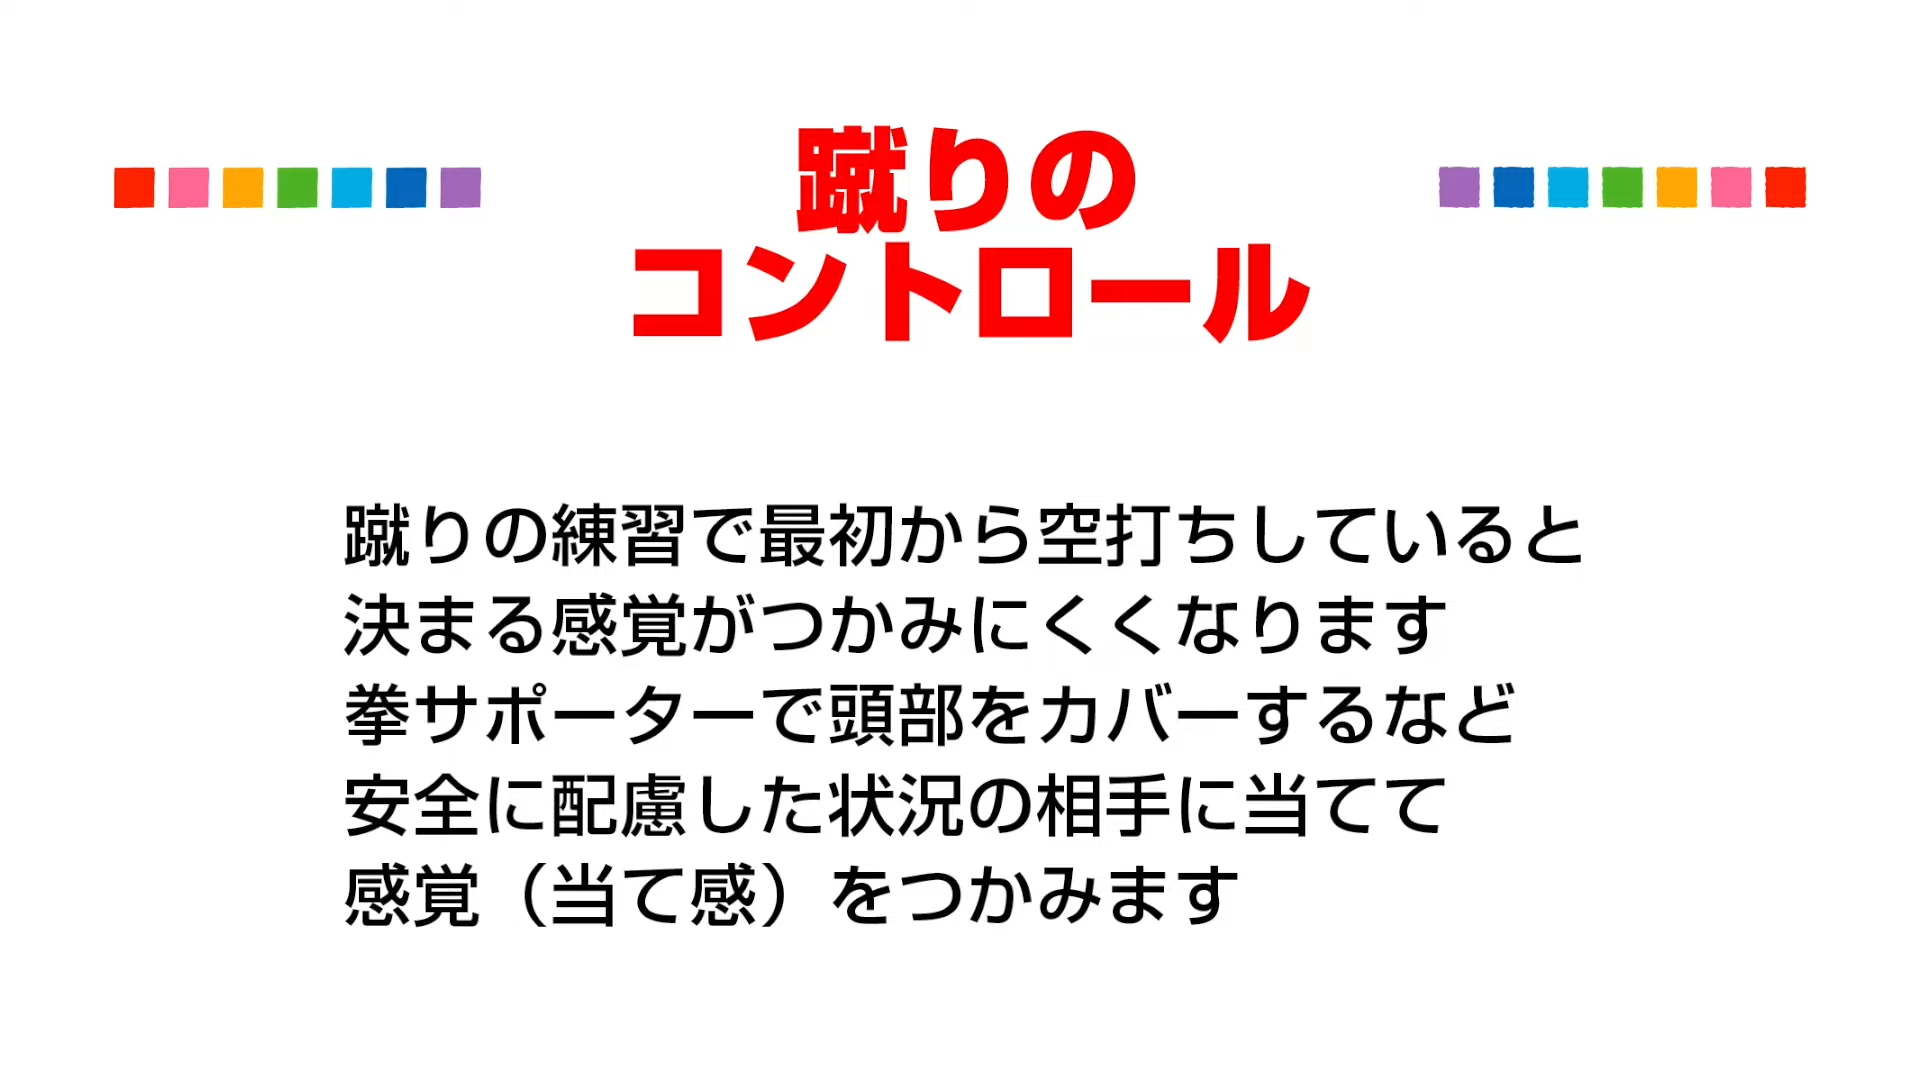 蹴りの
コントロール
蹴りの練習で最初から空打ちしていると
決まる感覚がつかみにくくなります
拳サポーターで頭部をカバーするなど
安全に配慮した状況の相手に当てて
感覚（当て感）をつかみます